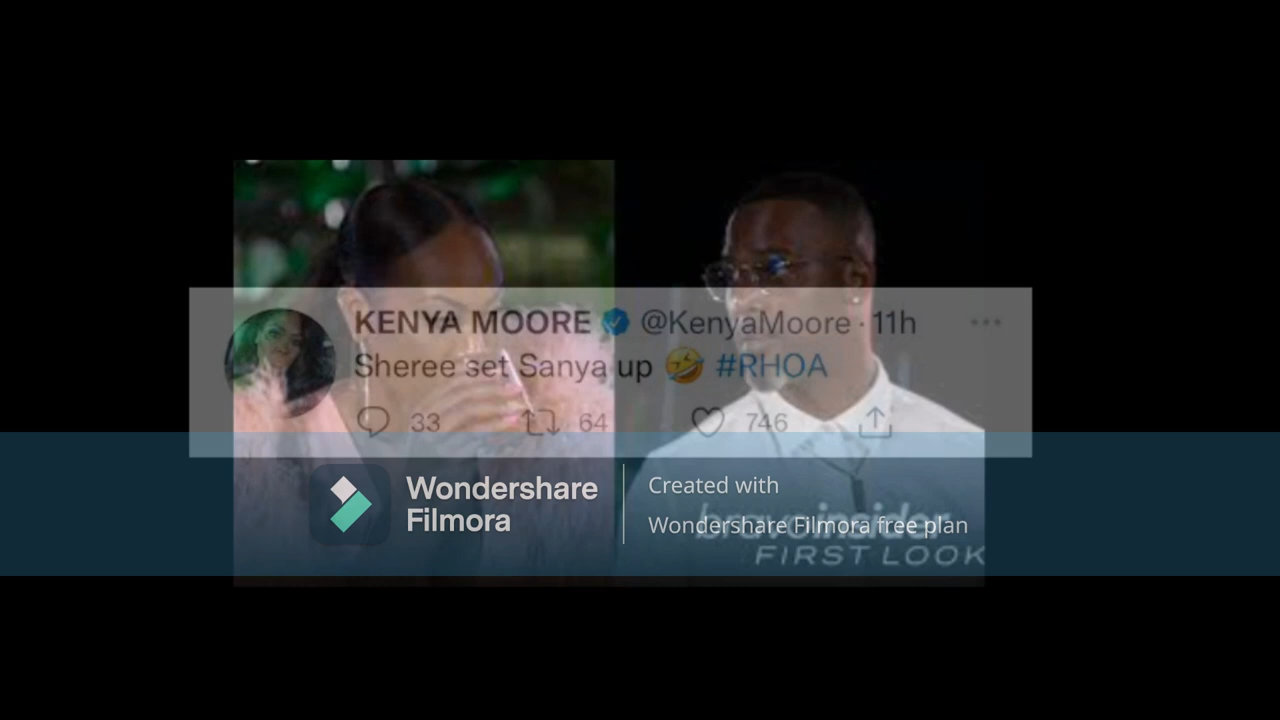 KENYA MOORE @KenyaMoore · 11h
Sheree set Sanya up 🤣 #RHOA
33 64 746
Wondershare
Filmora
Created with
Wondershare Filmora free plan
bravoinsider
FIRST LOOK